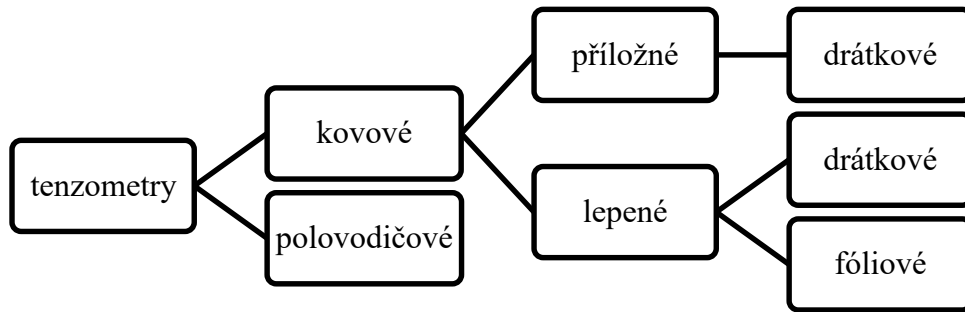 tenzometry
kovové
polovodičové
příložné
lepené
drátkové
drátkové
fóliové